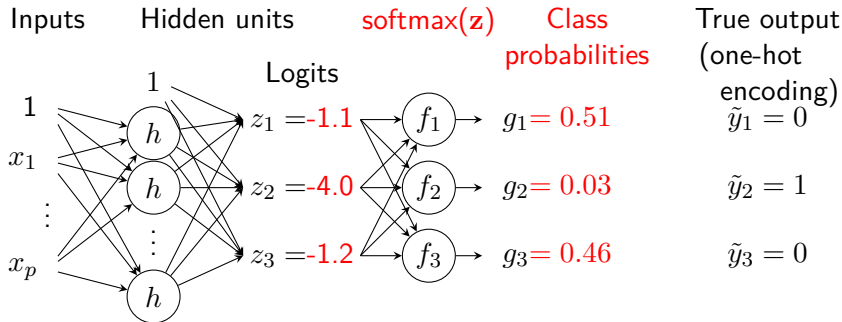 Inputs Hidden units softmax(z) Class probabilities True output (one-hot encoding)
Logits
1
1 h z₁ =-1.1 f₁ g₁= 0.51 ỹ₁ = 0
x₁
h z₂ =-4.0 f₂ g₂= 0.03 ỹ₂ = 1
⋮ ⋮
x_p z₃ =-1.2 f₃ g₃= 0.46 ỹ₃ = 0
h